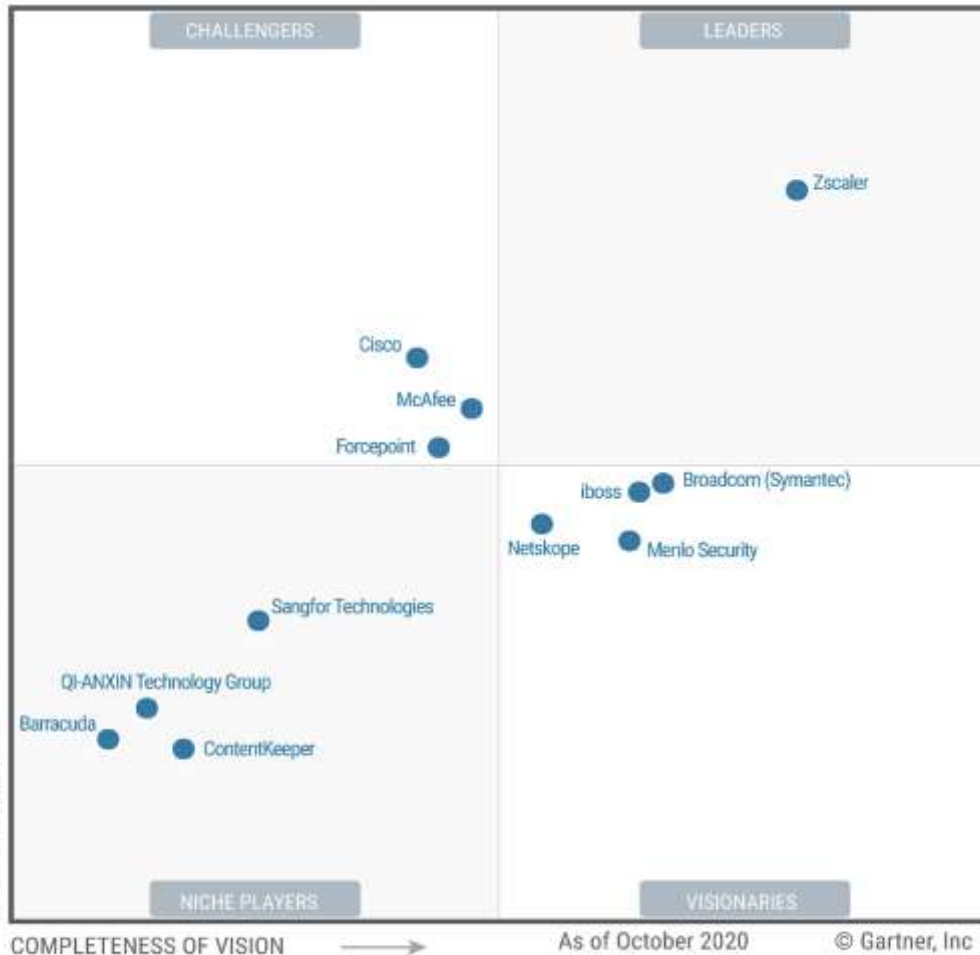 CHALLENGERS
LEADERS
Zscaler
Cisco
McAfee
Forcepoint
Broadcom (Symantec)
iboss
Netskope
Menlo Security
Sangfor Technologies
QI-ANXIN Technology Group
Barracuda
ContentKeeper
NICHE PLAYERS
VISIONARIES
COMPLETENESS OF VISION
As of October 2020
© Gartner, Inc